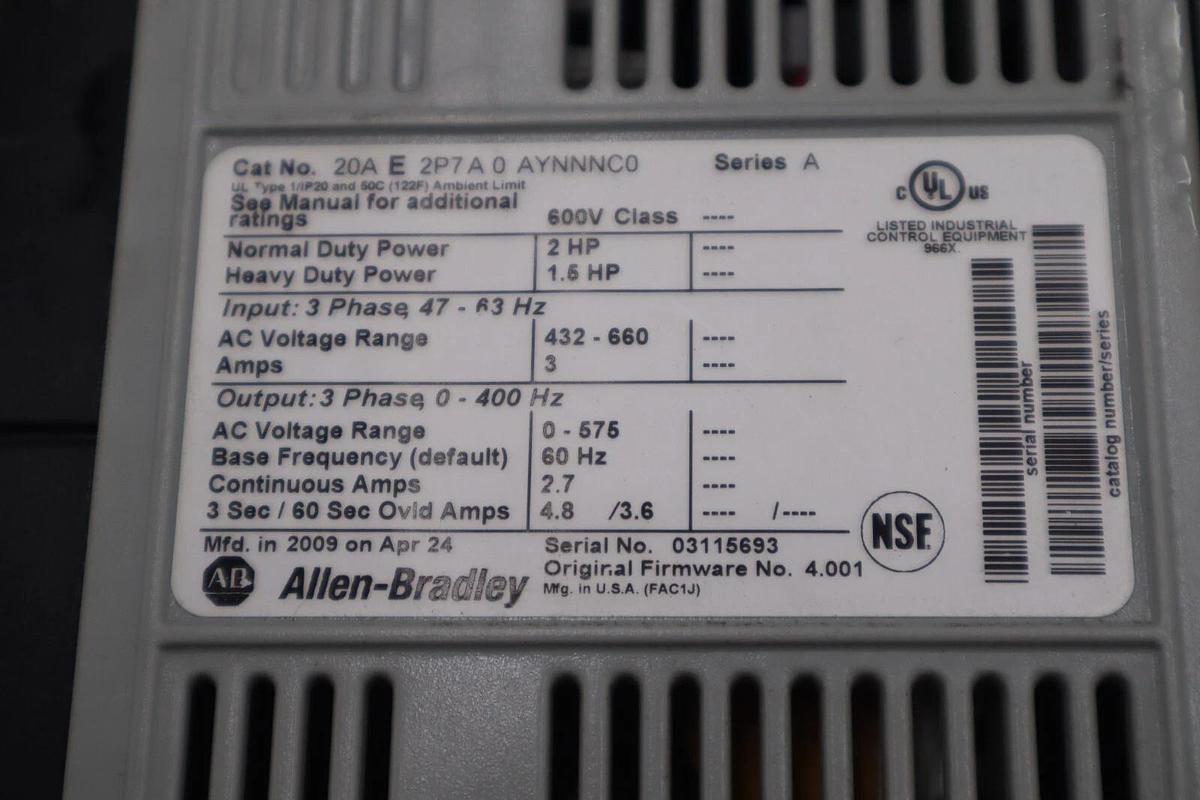 Cat No. 20A E 2P7 A 0 AYNNNC0 Series A
UL Type 1/IP20 and 50C (122F) Ambient Limit
See Manual for additional
ratings 600V Class ----
Normal Duty Power 2 HP ----
Heavy Duty Power 1.5 HP ----
Input: 3 Phase, 47 - 63 Hz
AC Voltage Range 432 - 660 ----
Amps 3 ----
Output: 3 Phase, 0 - 400 Hz
AC Voltage Range 0 - 575 ----
Base Frequency (default) 60 Hz ----
Continuous Amps 2.7 ----
3 Sec / 60 Sec Ovld Amps 4.8 /3.6 ---- /----
Mfd. in 2009 on Apr 24 Serial No. 03115693
Original Firmware No. 4.001
AB Allen-Bradley Mfg. in U.S.A. (FAC1J)
C UL US
LISTED INDUSTRIAL
CONTROL EQUIPMENT
966X
serial number
catalog number/series
NSF.